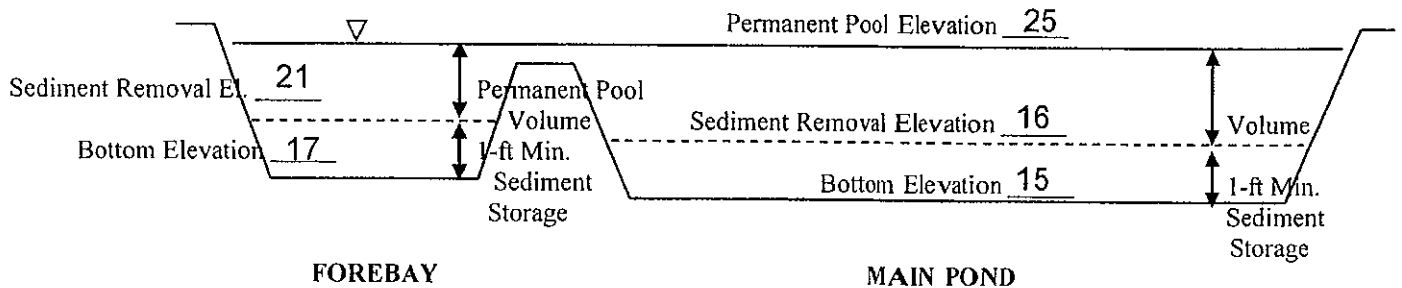 Permanent Pool Elevation 25
Sediment Removal El. 21
Permanent Pool
Volume
Bottom Elevation 17
1-ft Min.
Sediment
Storage
Sediment Removal Elevation 16
Volume
Bottom Elevation 15
1-ft Min.
Sediment
Storage
FOREBAY
MAIN POND